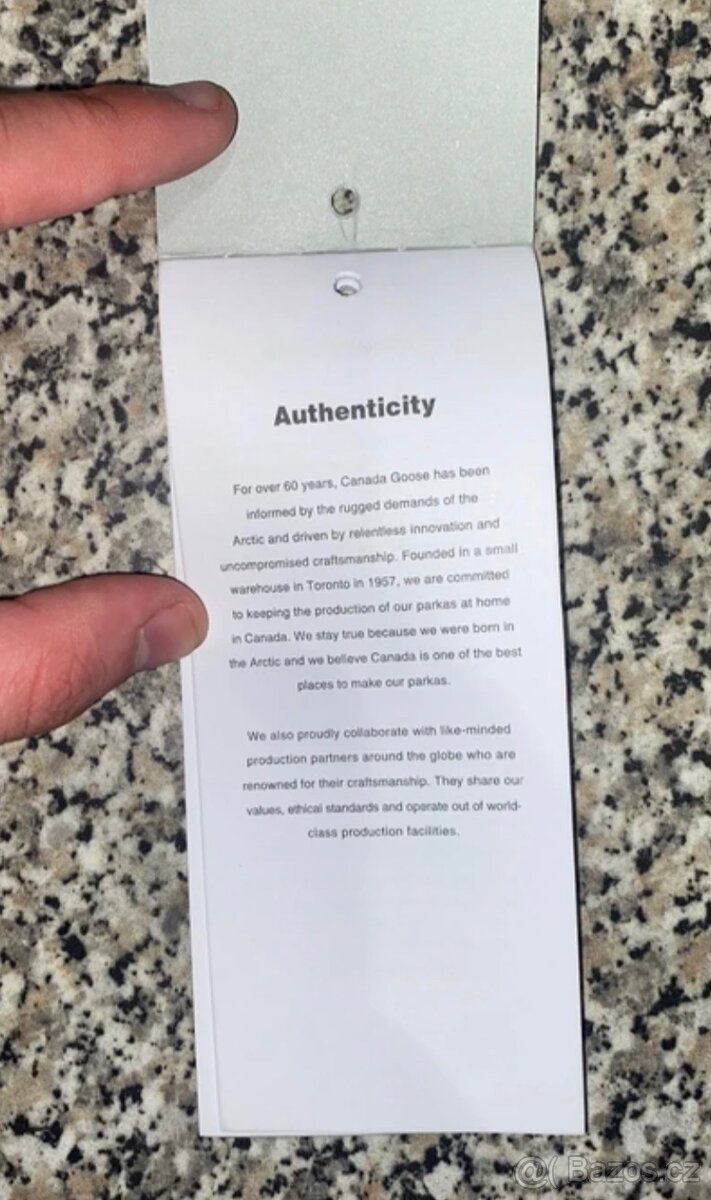 Authenticity
For over 60 years, Canada Goose has been
informed by the rugged demands of the
Arctic and driven by relentless innovation and
uncompromised craftsmanship. Founded in a small
warehouse in Toronto in 1957, we are committed
to keeping the production of our parkas at home
in Canada. We stay true because we were born in
the Arctic and we believe Canada is one of the best
places to make our parkas.
We also proudly collaborate with like-minded
production partners around the globe who are
renowned for their craftsmanship. They share our
values, ethical standards and operate out of world-
class production facilities.
@( Bazos.cz